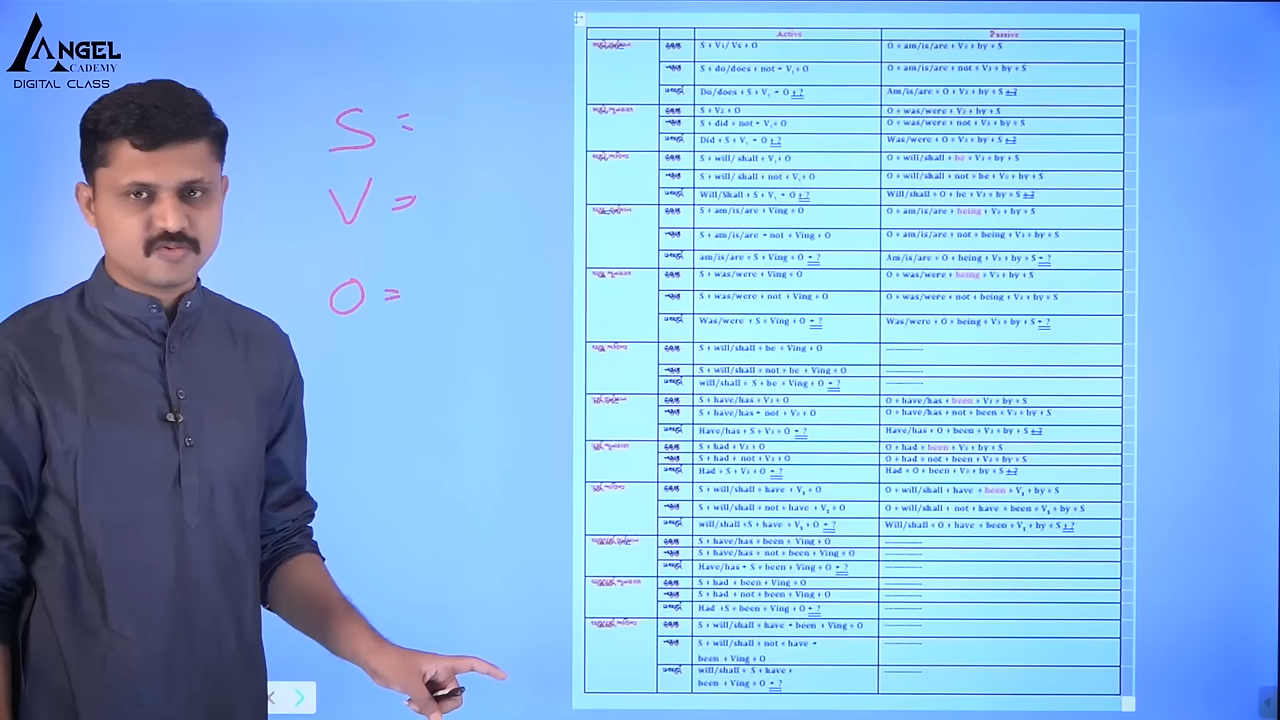 ANGEL
ACADEMY
DIGITAL CLASS
S =
V =
O =
Active Passive
S + V₁/ V₅ + O O + am/is/are + V₃ + by + S
S + do/does + not + V₁ + O O + am/is/are + not + V₃ + by + S
Do/does + S + V₁ + O + ? Am/is/are + O + V₃ + by + S + ?
S + V₂ + O O + was/were + V₃ + by + S
S + did + not + V₁ + O O + was/were + not + V₃ + by + S
Did + S + V₁ + O + ? Was/were + O + V₃ + by + S + ?
S + will/ shall + V₁ + O O + will/shall + be + V₃ + by + S
S + will/ shall + not + V₁ + O O + will/shall + not + be + V₃ + by + S
Will/Shall + S + V₁ + O + ? Will/shall + O + be + V₃ + by + S + ?
S + am/is/are + Ving + O O + am/is/are + being + V₃ + by + S
S + am/is/are + not + Ving + O O + am/is/are + not + being + V₃ + by + S
am/is/are + S + Ving + O + ? Am/is/are + O + being + V₃ + by + S + ?
S + was/were + Ving + O O + was/were + being + V₃ + by + S
S + was/were + not + Ving + O O + was/were + not + being + V₃ + by + S
Was/were + S + Ving + O + ? Was/were + O + being + V₃ + by + S + ?
S + will/shall + be + Ving + O -------------
S + will/shall + not + be + Ving + O -------------
will/shall + S + be + Ving + O + ? -------------
S + have/has + V₃ + O O + have/has + been + V₃ + by + S
S + have/has + not + V₃ + O O + have/has + not + been + V₃ + by + S
Have/has + S + V₃ + O + ? Have/has + O + been + V₃ + by + S + ?
S + had + V₃ + O O + had + been + V₃ + by + S
S + had + not + V₃ + O O + had + not + been + V₃ + by + S
Had + S + V₃ + O + ? Had + O + been + V₃ + by + S + ?
S + will/shall + have + V₃ + O O + will/shall + have + been + V₃ + by + S
S + will/shall + not + have + V₃ + O O + will/shall + not + have + been + V₃ + by + S
will/shall +S + have + V₃ + O + ? Will/shall + O + have + been + V₃ + by + S + ?
S + have/has + been + Ving + O -------------
S + have/has + not + been + Ving + O -------------
Have/has + S + been + Ving + O + ? -------------
S + had + been + Ving + O -------------
S + had + not + been + Ving + O -------------
Had +S + been + Ving + O + ? -------------
S + will/shall + have + been + Ving + O -------------
S + will/shall + not + have + -------------
been + Ving + O
will/shall + S + have + -------------
been + Ving + O + ?